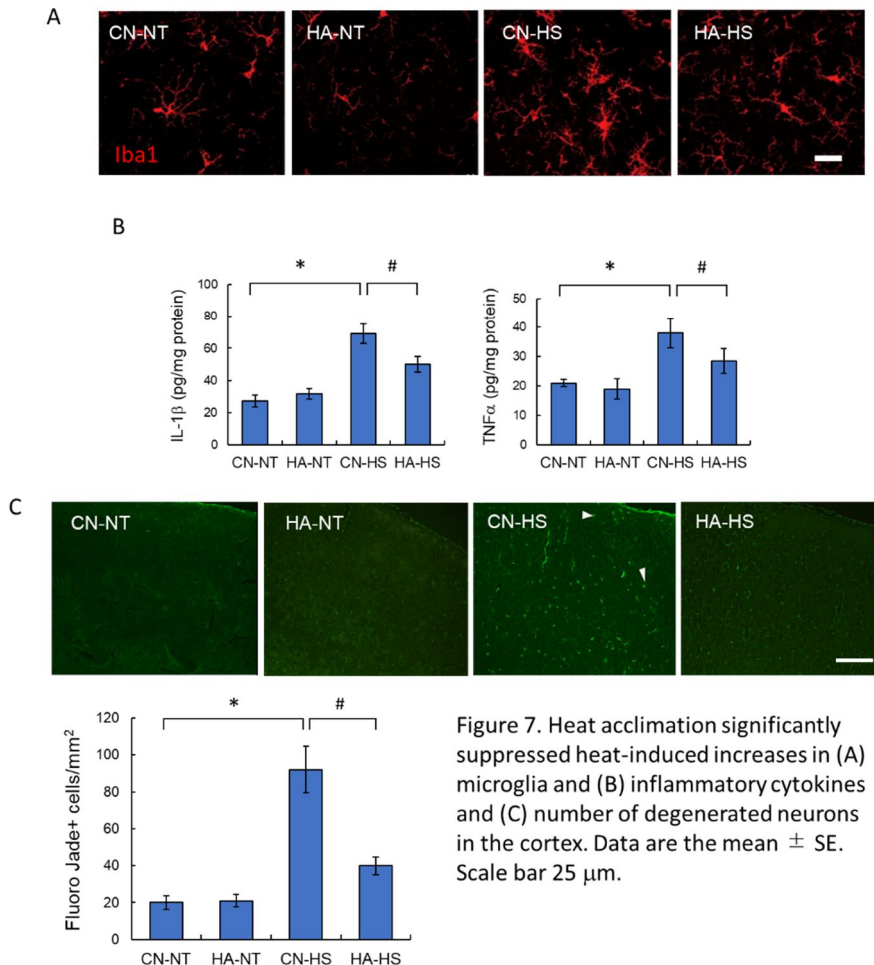 A
CN-NT
HA-NT
CN-HS
HA-HS
Iba1
B
* #
100
80
60
40
20
0
IL-1β (pg/mg protein)
CN-NT HA-NT CN-HS HA-HS
* #
50
40
30
20
10
0
TNFα (pg/mg protein)
CN-NT HA-NT CN-HS HA-HS
C
CN-NT
HA-NT
CN-HS
HA-HS
* #
120
100
80
60
40
20
0
Fluoro Jade+ cells/mm²
CN-NT HA-NT CN-HS HA-HS
Figure 7. Heat acclimation significantly
suppressed heat-induced increases in (A)
microglia and (B) inflammatory cytokines
and (C) number of degenerated neurons
in the cortex. Data are the mean ± SE.
Scale bar 25 μm.